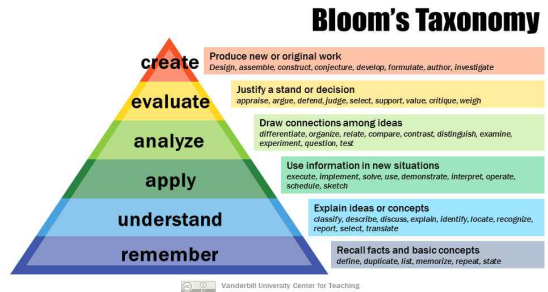 Bloom's Taxonomy
create
Produce new or original work
Design, assemble, construct, conjecture, develop, formulate, author, investigate
evaluate
Justify a stand or decision
appraise, argue, defend, judge, select, support, value, critique, weigh
analyze
Draw connections among ideas
differentiate, organize, relate, compare, contrast, distinguish, examine,
experiment, question, test
apply
Use information in new situations
execute, implement, solve, use, demonstrate, interpret, operate,
schedule, sketch
understand
Explain ideas or concepts
classify, describe, discuss, explain, identify, locate, recognize,
report, select, translate
remember
Recall facts and basic concepts
define, duplicate, list, memorize, repeat, state
Vanderbilt University Center for Teaching